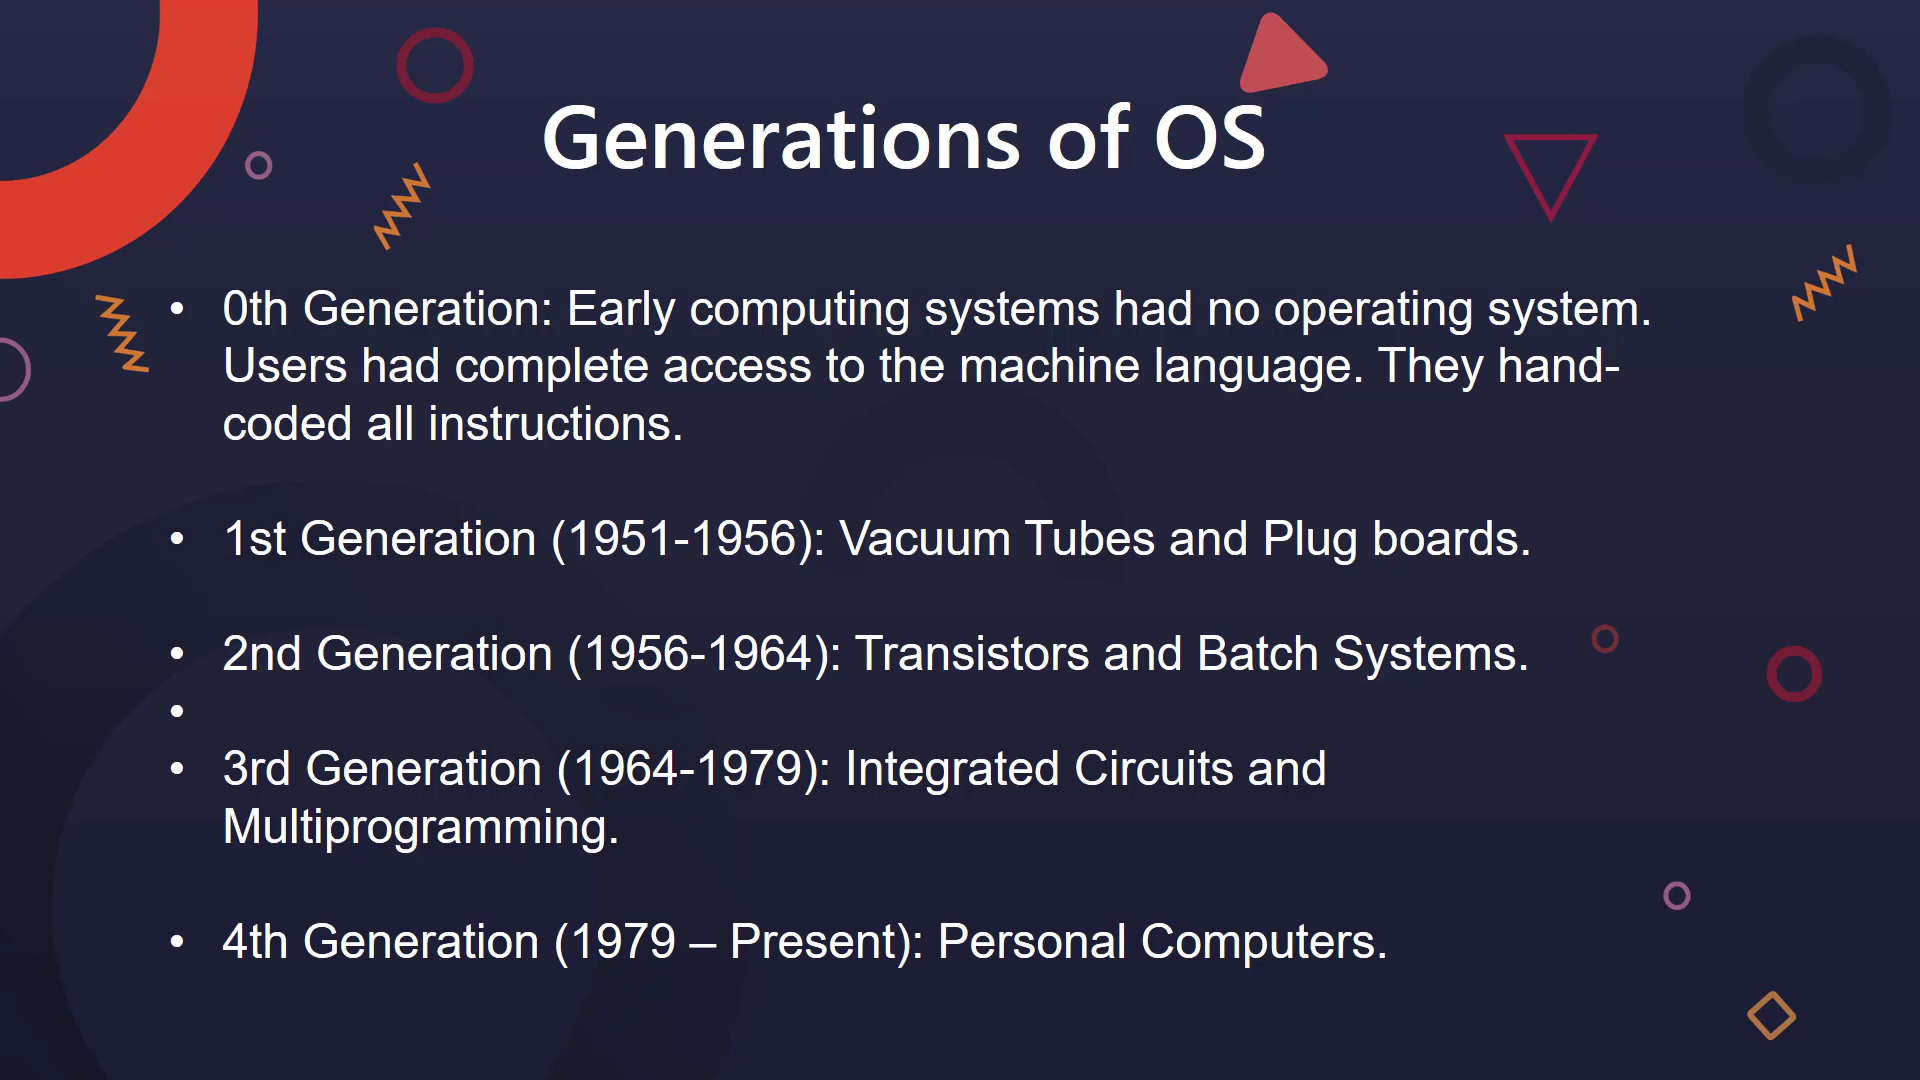 Generations of OS
• 0th Generation: Early computing systems had no operating system.
Users had complete access to the machine language. They hand-
coded all instructions.
• 1st Generation (1951-1956): Vacuum Tubes and Plug boards.
• 2nd Generation (1956-1964): Transistors and Batch Systems.
•
• 3rd Generation (1964-1979): Integrated Circuits and
Multiprogramming.
• 4th Generation (1979 – Present): Personal Computers.